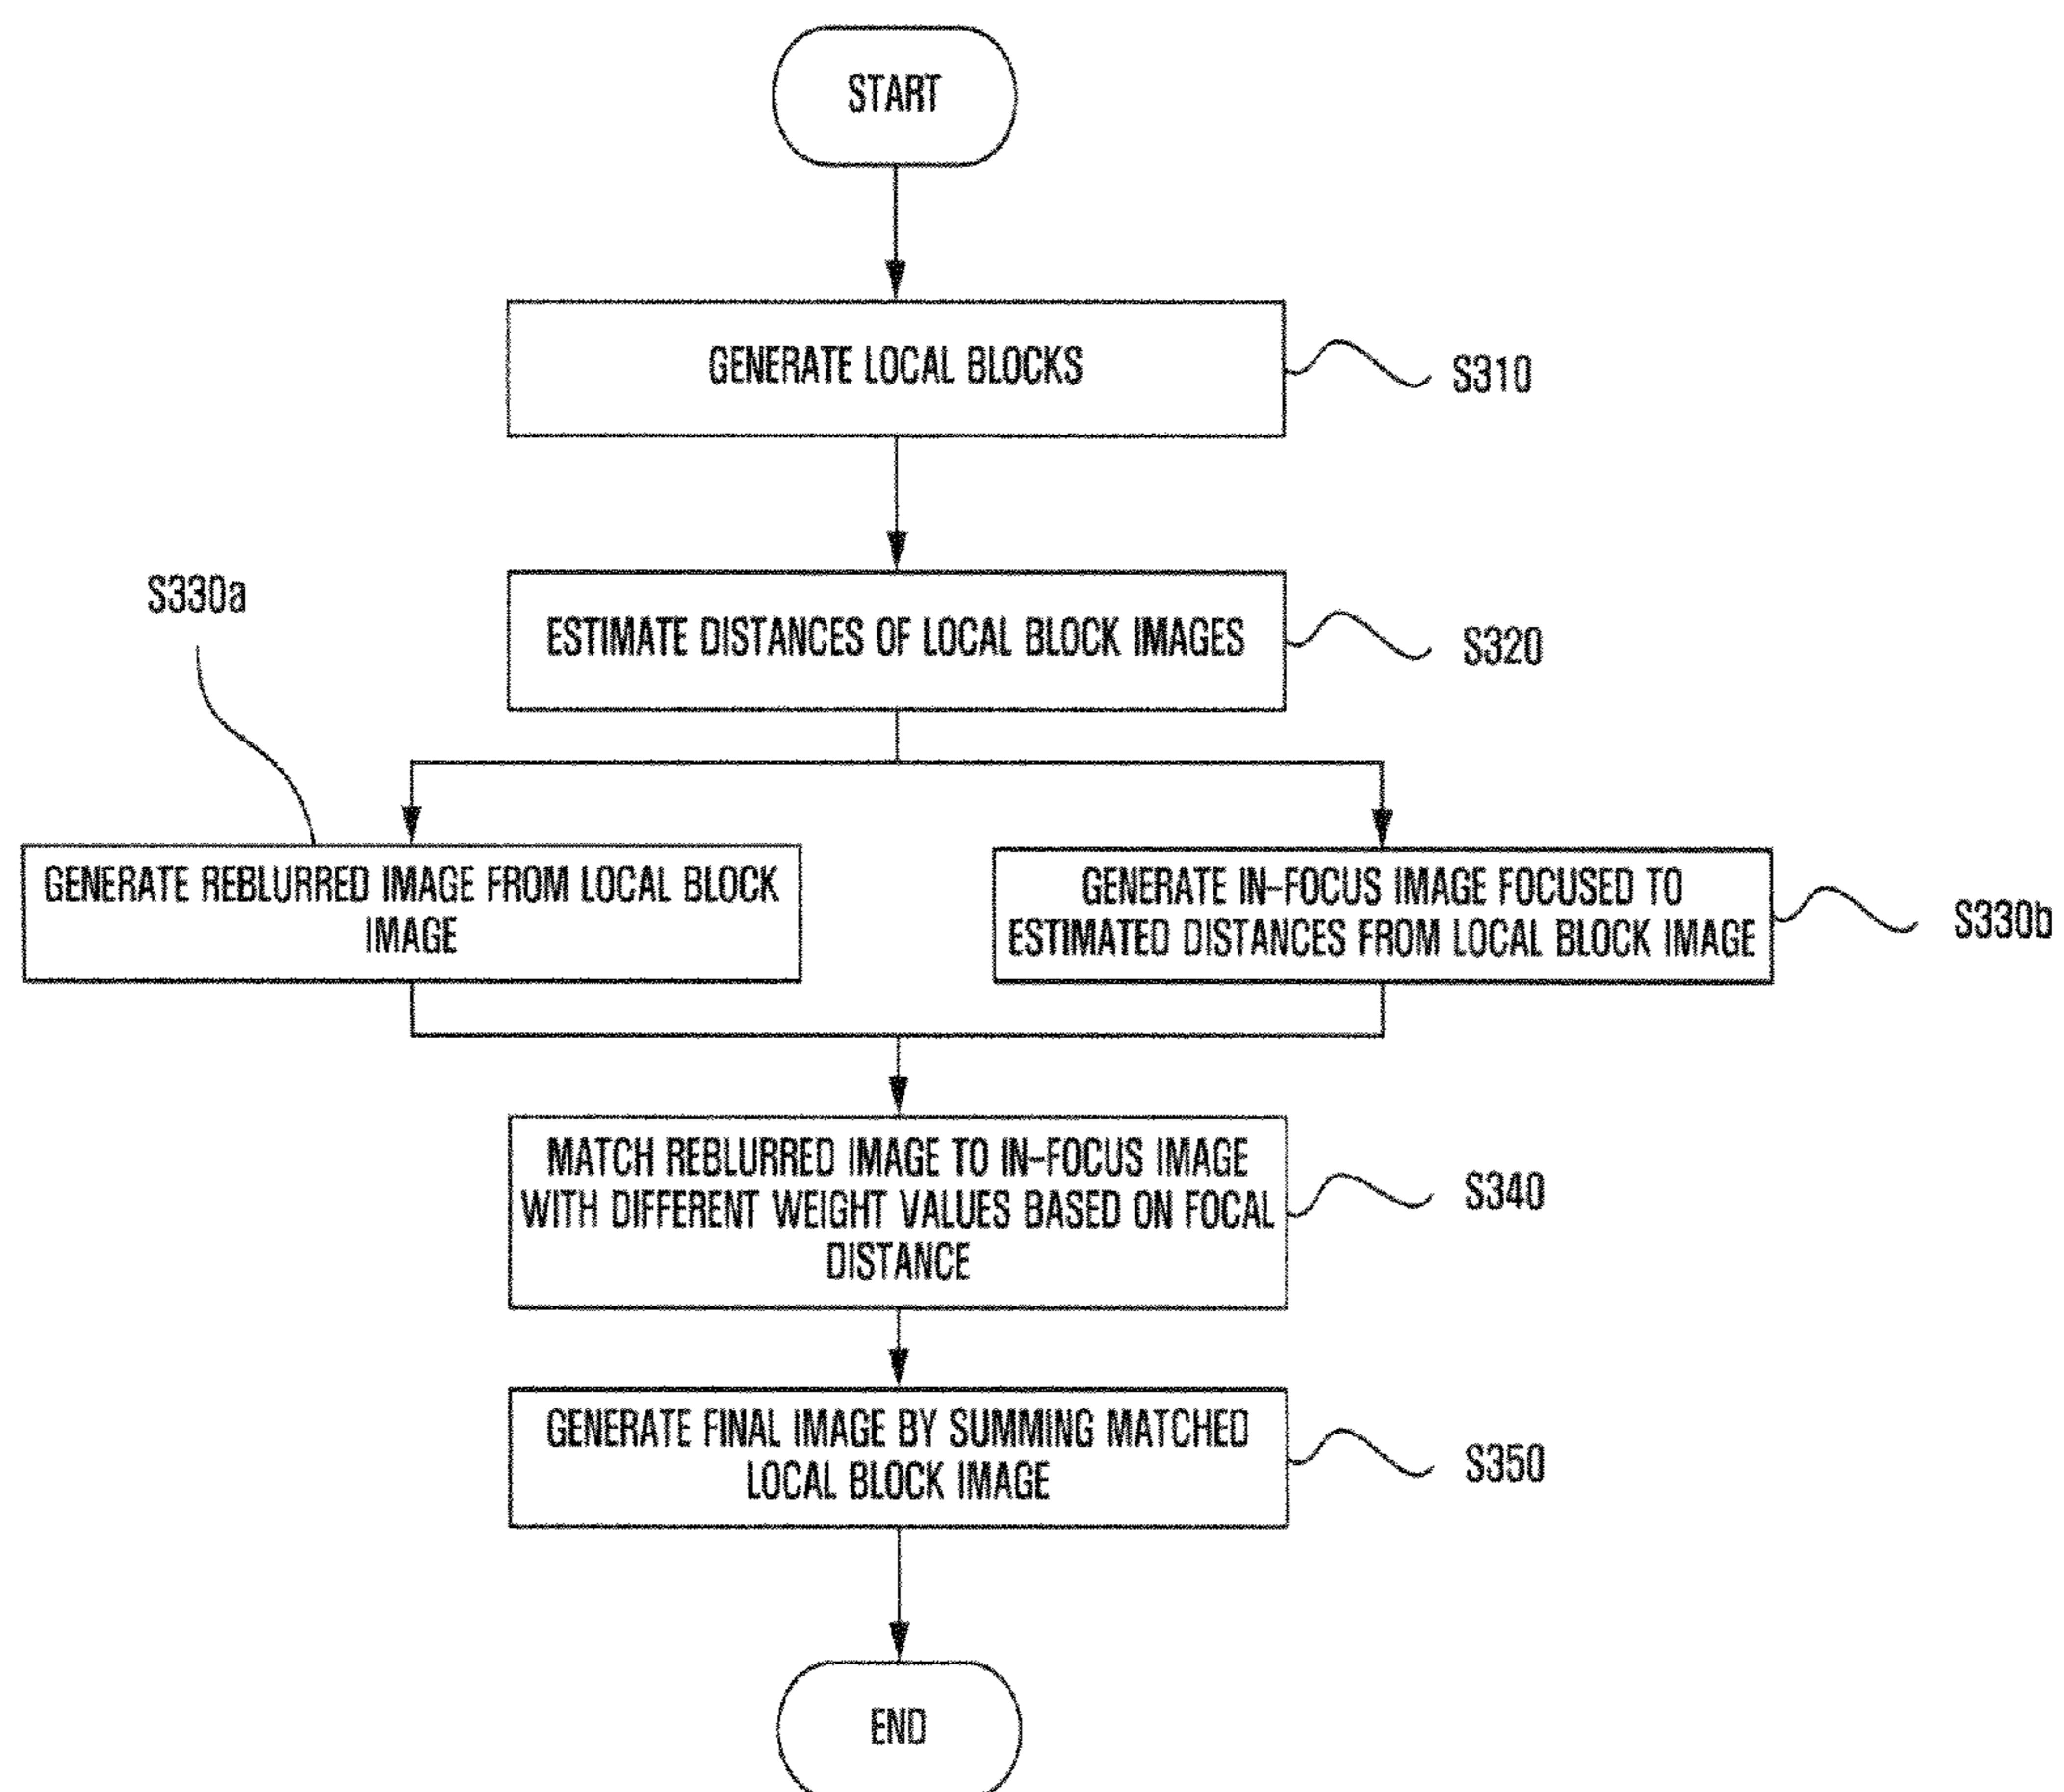 START
GENERATE LOCAL BLOCKS
S310
ESTIMATE DISTANCES OF LOCAL BLOCK IMAGES
S320
S330a
GENERATE REBLURRED IMAGE FROM LOCAL BLOCK
IMAGE
GENERATE IN-FOCUS IMAGE FOCUSED TO
ESTIMATED DISTANCES FROM LOCAL BLOCK IMAGE
S330b
MATCH REBLURRED IMAGE TO IN-FOCUS IMAGE
WITH DIFFERENT WEIGHT VALUES BASED ON FOCAL
DISTANCE
S340
GENERATE FINAL IMAGE BY SUMMING MATCHED
LOCAL BLOCK IMAGE
S350
END